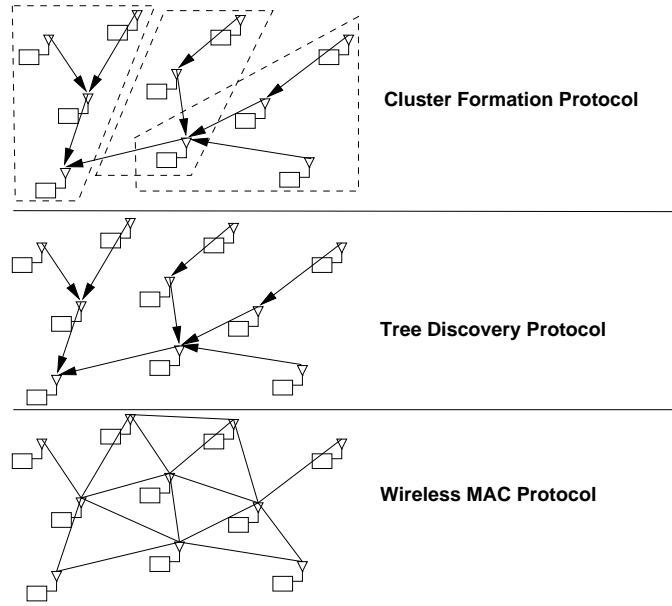 Cluster Formation Protocol
Tree Discovery Protocol
Wireless MAC Protocol